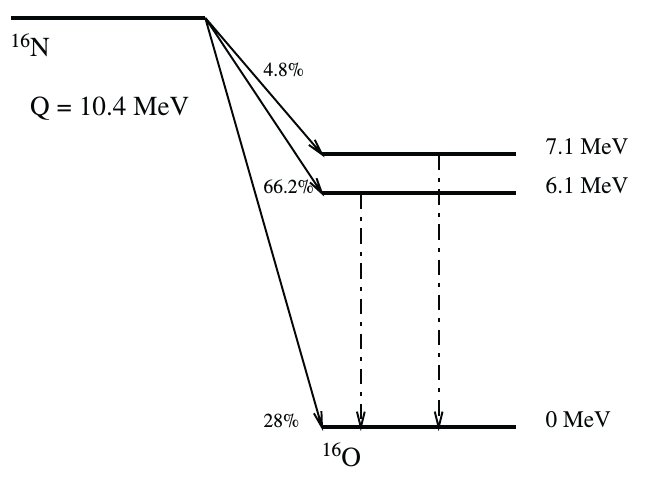 ¹⁶N
4.8%
Q = 10.4 MeV
7.1 MeV
66.2%
6.1 MeV
28%
0 MeV
¹⁶O